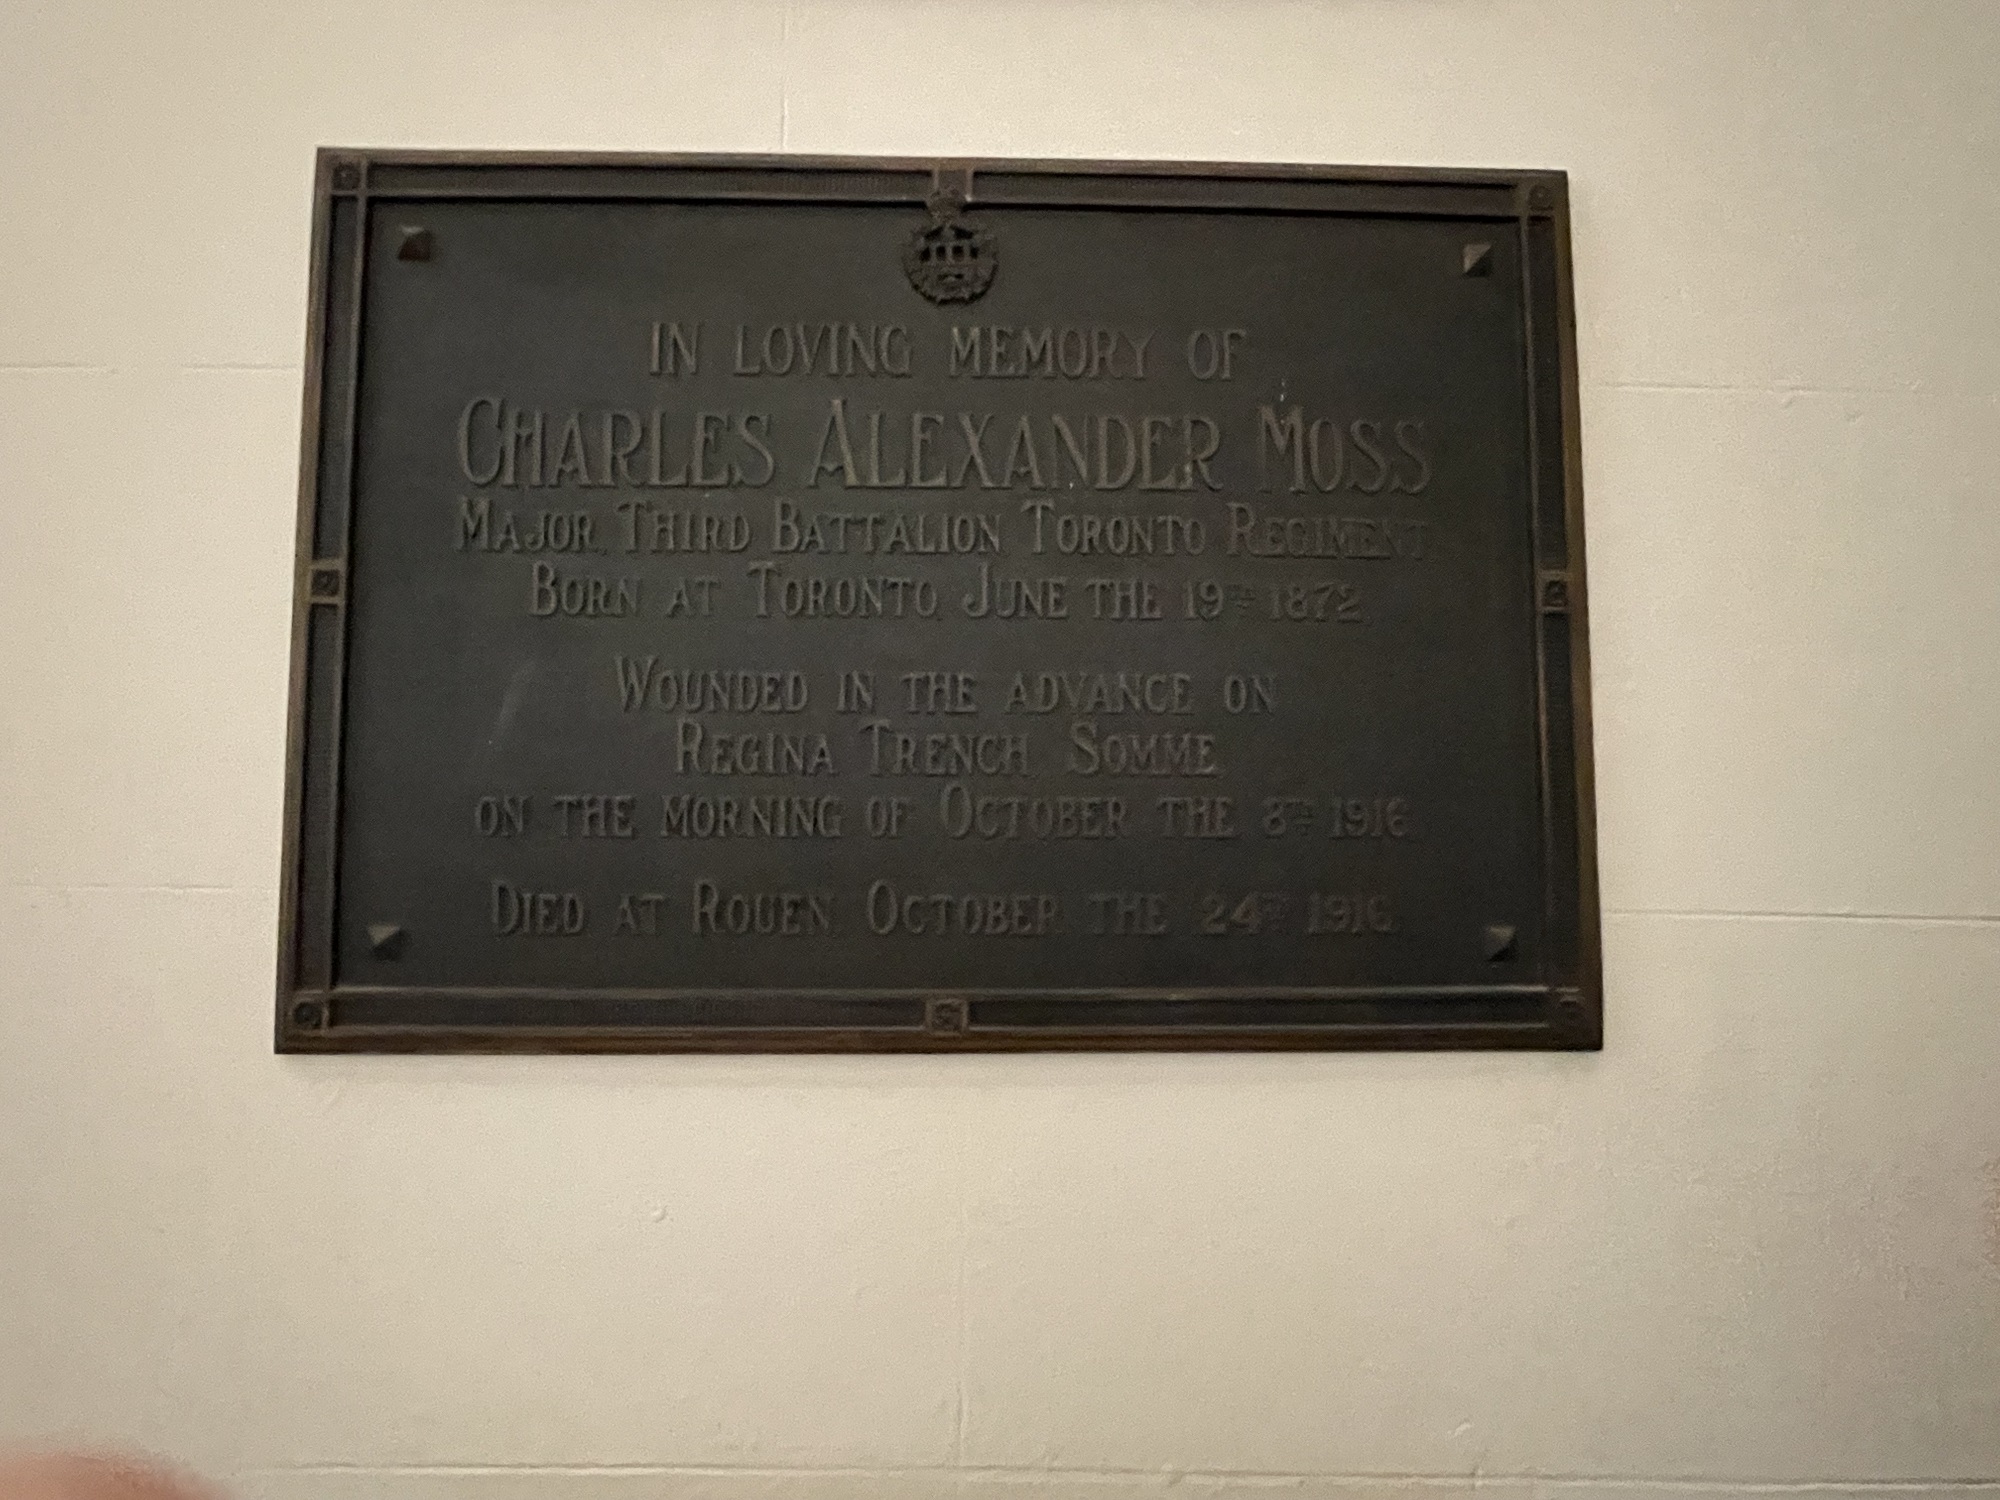 IN LOVING MEMORY OF
CHARLES ALEXANDER MOSS
MAJOR, THIRD BATTALION TORONTO REGIMENT.
BORN AT TORONTO, JUNE THE 19TH 1872.
WOUNDED IN THE ADVANCE ON
REGINA TRENCH, SOMME,
ON THE MORNING OF OCTOBER THE 8TH 1916
DIED AT ROUEN, OCTOBER THE 24TH 1916.